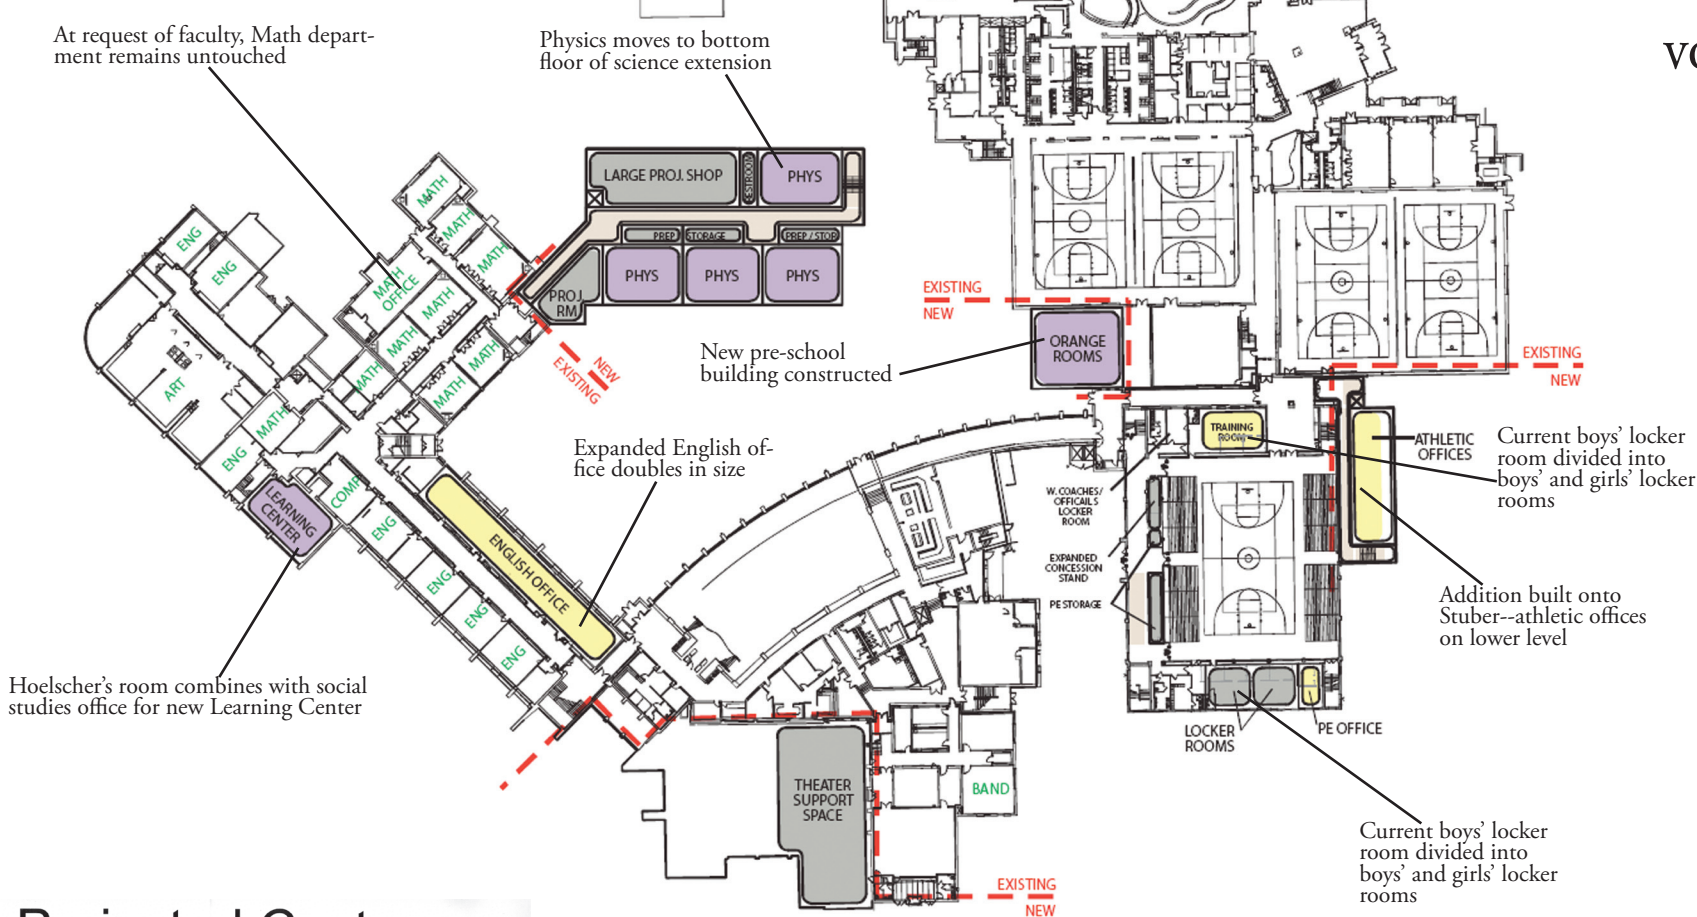 At request of faculty, Math depart-
ment remains untouched
Physics moves to bottom
floor of science extension
vo
LARGE PROJ. SHOP
RESTROOM
PHYS
PREP
STORAGE
PREP / STOR
PHYS
PHYS
PHYS
PROJ.
RM
MATH
MATH
MATH
MATH
OFFICE
MATH
MATH
MATH
MATH
MATH
MATH
ENG
ENG
ART
ENG
COMP
LEARNING
CENTER
ENG
ENG
ENG
ENG
ENGLISH OFFICE
NEW
EXISTING
EXISTING
NEW
New pre-school
building constructed
ORANGE
ROOMS
EXISTING
NEW
Expanded English of-
fice doubles in size
TRAINING
ROOM
ATHLETIC
OFFICES
Current boys' locker
room divided into
boys' and girls' locker
rooms
W. COACHES/
OFFICAILS
LOCKER
ROOM
EXPANDED
CONCESSION
STAND
PE STORAGE
Addition built onto
Stuber--athletic offices
on lower level
Hoelscher's room combines with social
studies office for new Learning Center
LOCKER
ROOMS
PE OFFICE
THEATER
SUPPORT
SPACE
BAND
Current boys' locker
room divided into
boys' and girls' locker
rooms
EXISTING
NEW